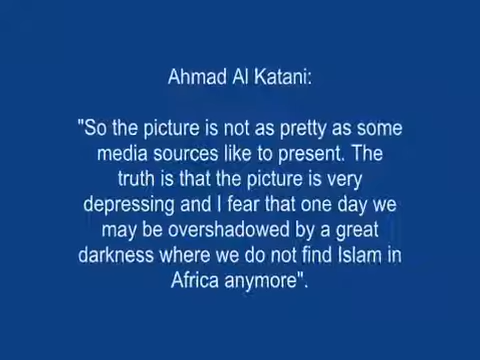 Ahmad Al Katani:
"So the picture is not as pretty as some
media sources like to present. The
truth is that the picture is very
depressing and I fear that one day we
may be overshadowed by a great
darkness where we do not find Islam in
Africa anymore".